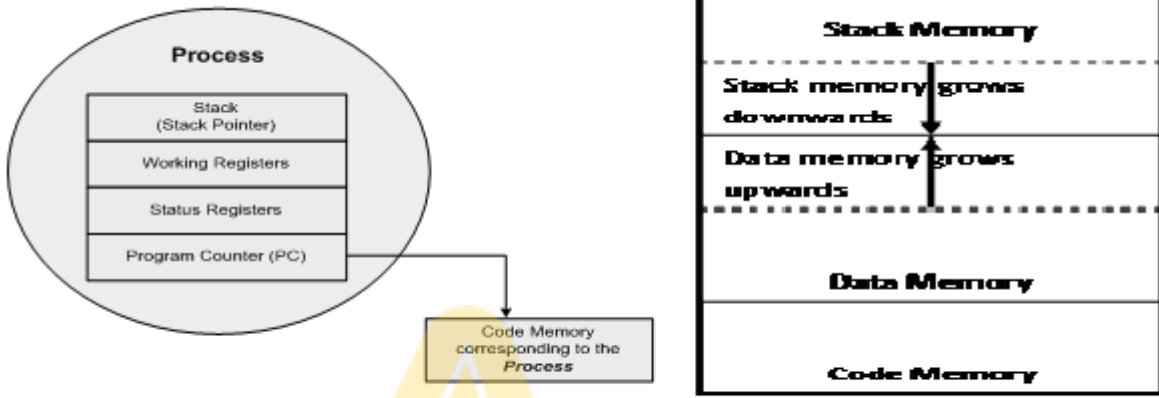 Process
Stack
(Stack Pointer)
Working Registers
Status Registers
Program Counter (PC)
Code Memory
corresponding to the
Process
Stack Memory
Stack memory grows
downwards
Data memory grows
upwards
Data Memory
Code Memory